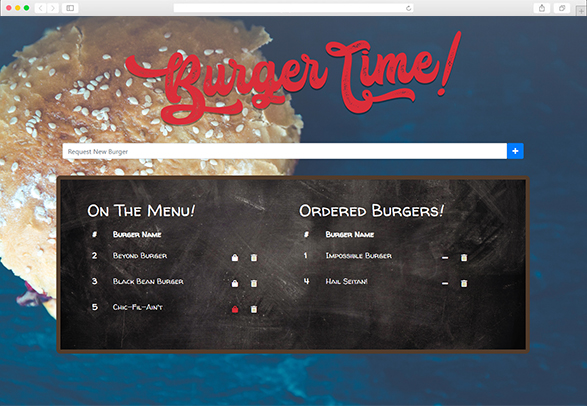 Burger Time!
Request New Burger
On The Menu!
# Burger Name
2 Beyond Burger
3 Black Bean Burger
5 Chic-Fil-Ain't
Ordered Burgers!
# Burger Name
1 Impossible Burger
4 Hail Seitan!